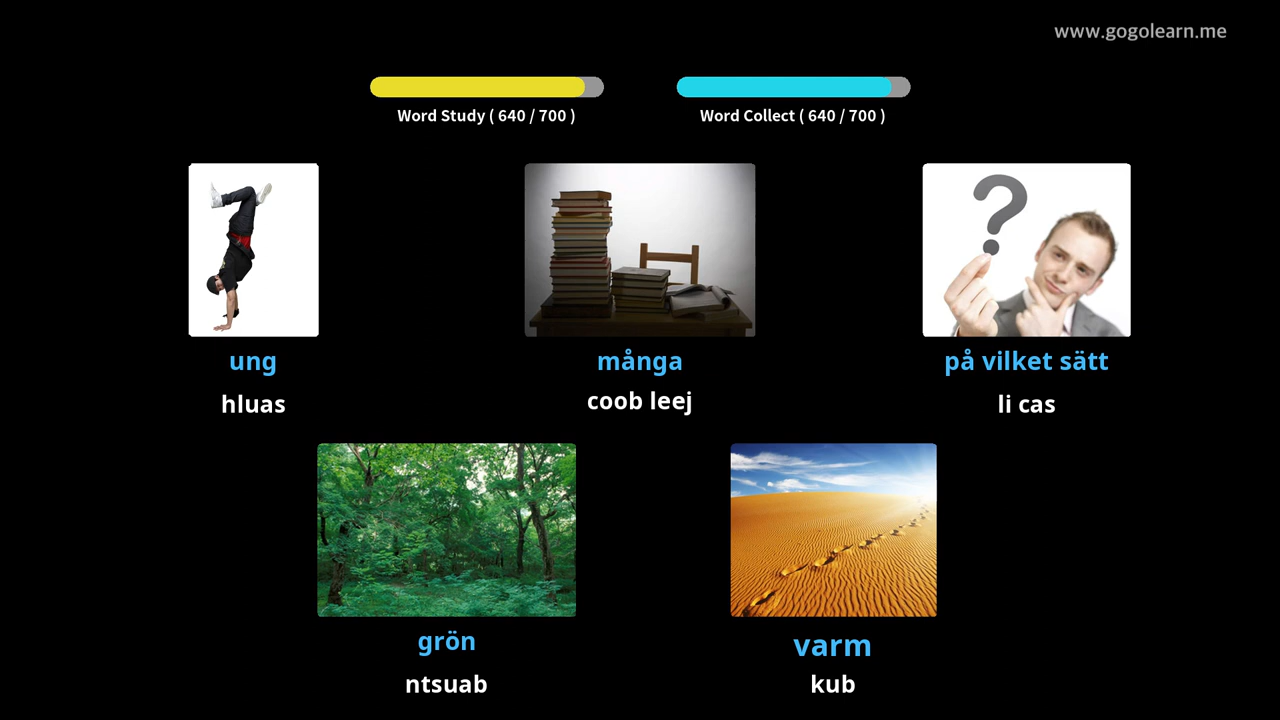 www.gogolearn.me
Word Study ( 640 / 700 )
Word Collect ( 640 / 700 )
ung
hluas
många
coob leej
på vilket sätt
li cas
grön
ntsuab
varm
kub